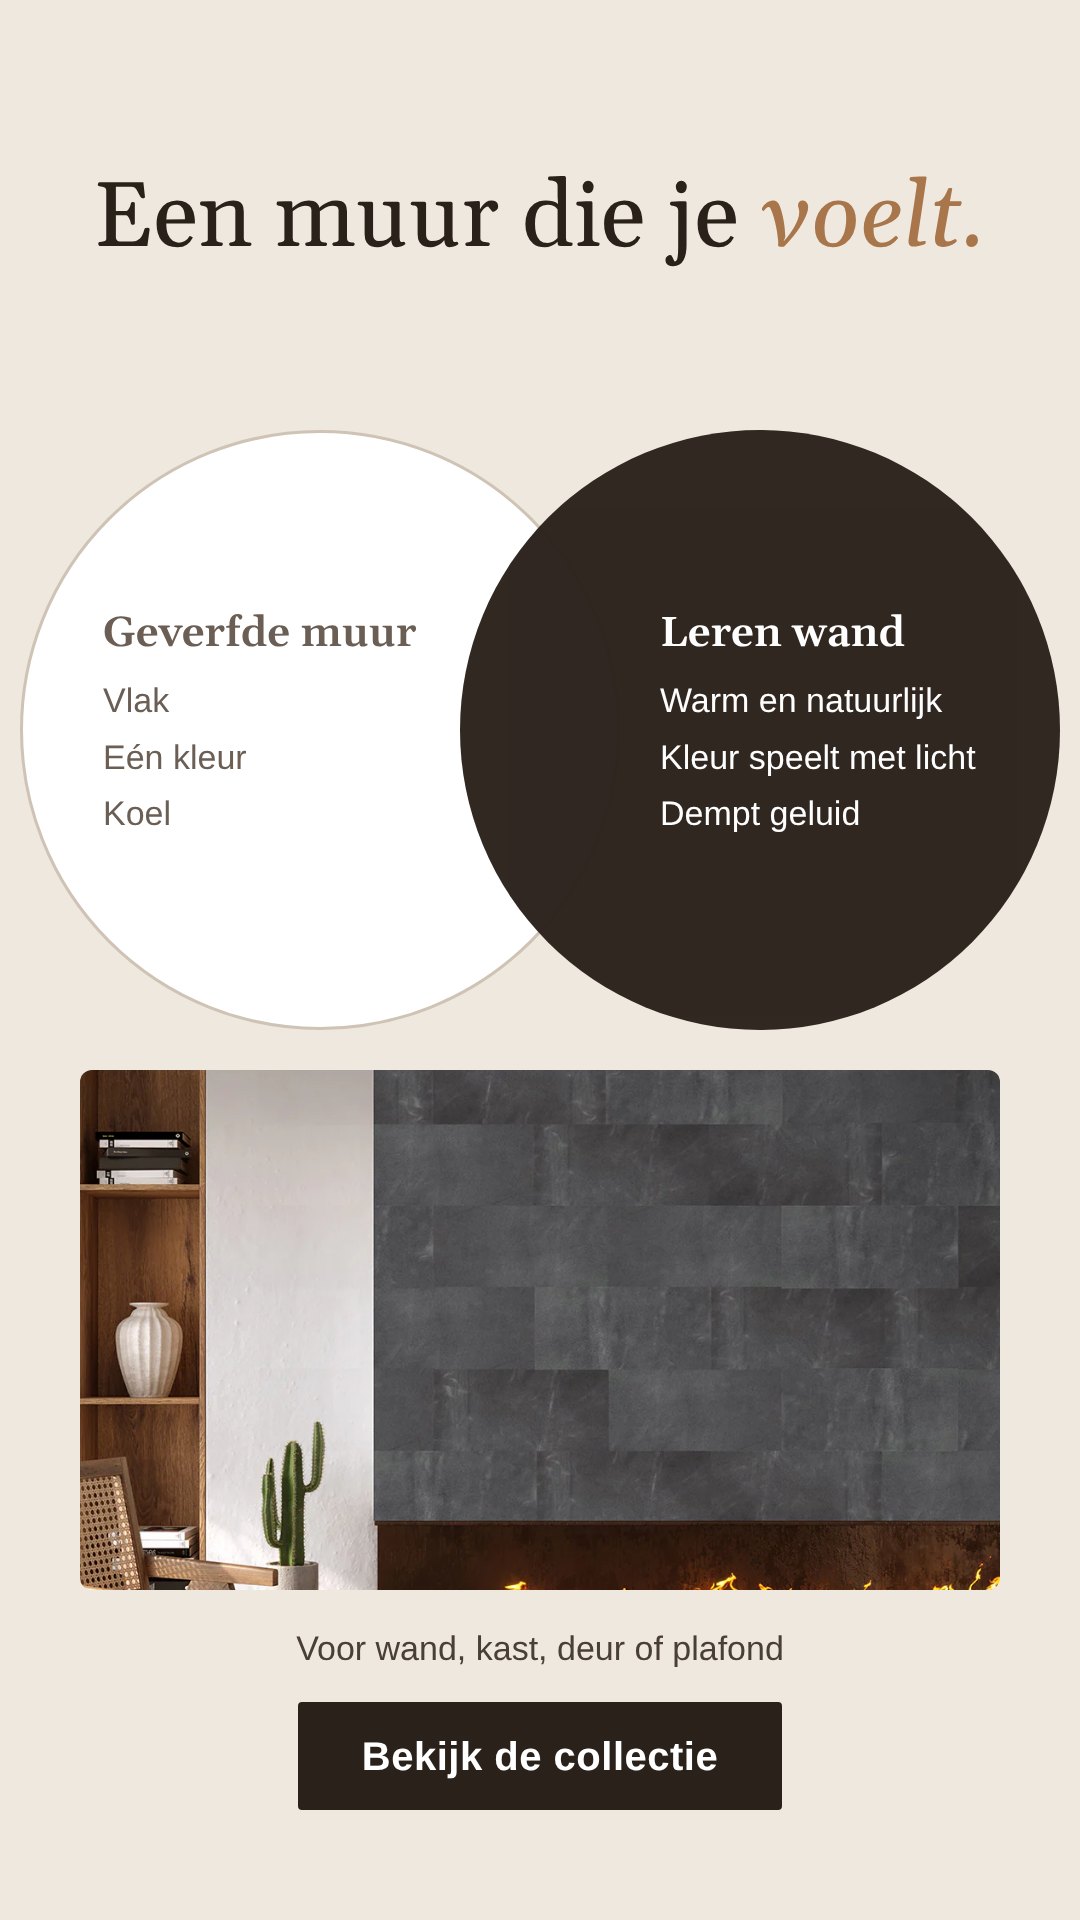 Een muur die je voelt.
Geverfde muur
Vlak
Eén kleur
Koel
Leren wand
Warm en natuurlijk
Kleur speelt met licht
Dempt geluid
Voor wand, kast, deur of plafond
Bekijk de collectie